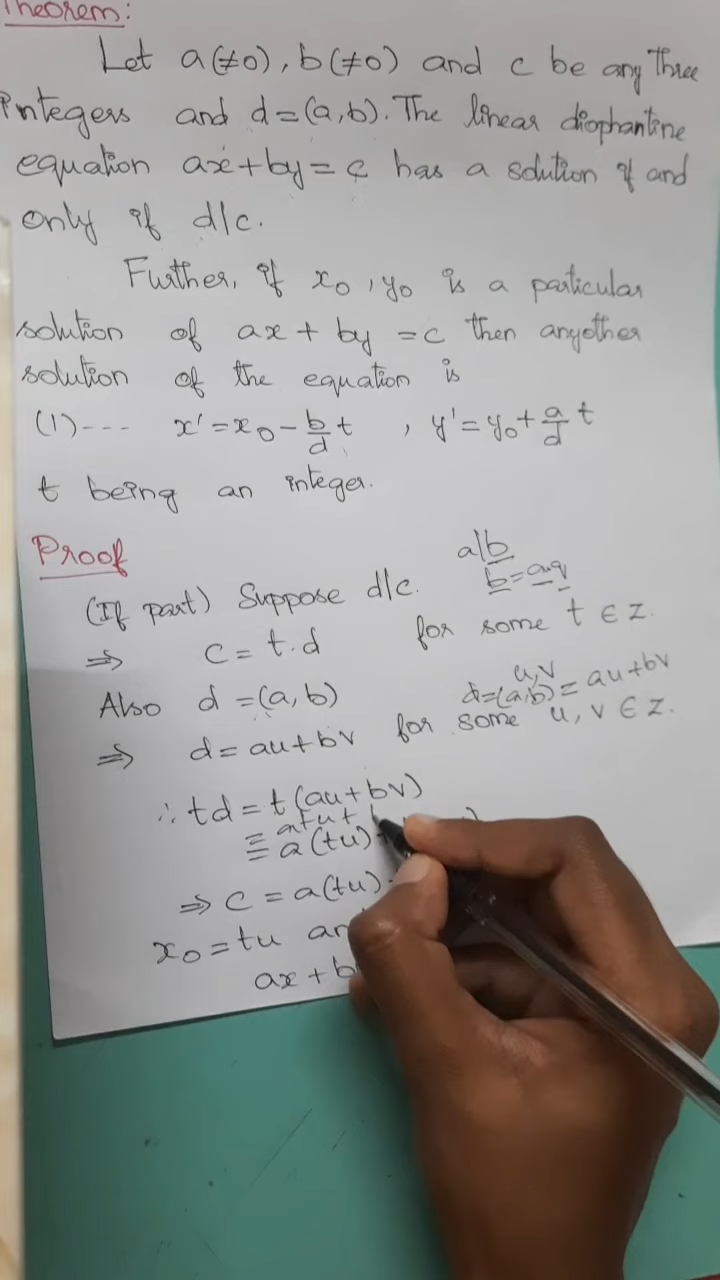 Theorem:
Let a(≠0), b(≠0) and c be any three
integers and d=(a,b). The linear diophantine
equation ax+by=c has a solution if and
only if d/c.
Further, if x₀, y₀ is a particular
solution of ax + by = c then anyother
solution of the equation is
(1)--- x' = x₀ - b/d t , y' = y₀ + a/d t
t being an integer.
Proof
a/b
b=aq
(If part) Suppose d/c.
⇒ c = t.d for some t ∈ Z.
u,v
Also d = (a,b) d=(a,b) = au+bv
⇒ d = au+bv for some u, v ∈ Z.
∴ td = t(au+bv)
= atu +
= a(tu)
⇒ c = a(tu)
x₀ = tu
ax +